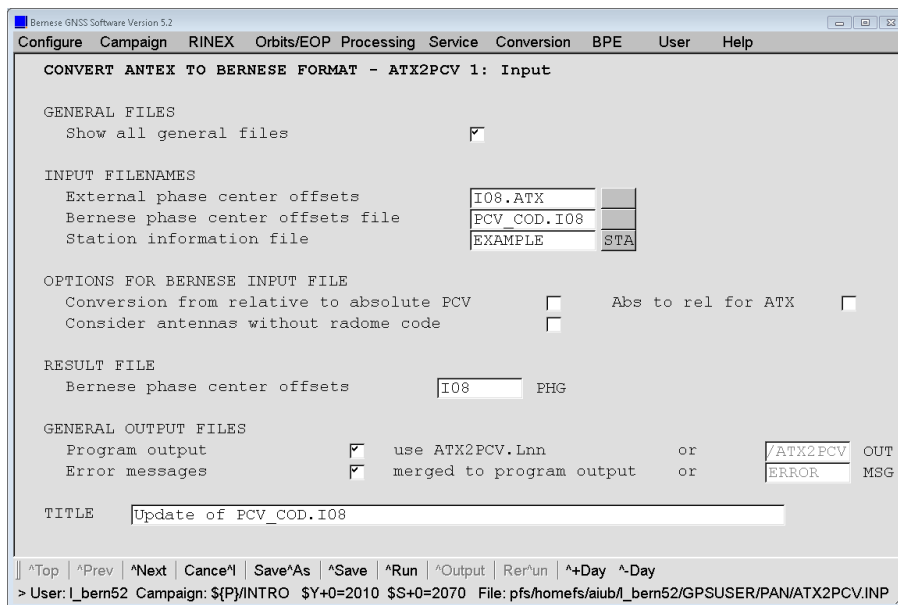 Bernese GNSS Software Version 5.2
Configure Campaign RINEX Orbits/EOP Processing Service Conversion BPE User Help
CONVERT ANTEX TO BERNESE FORMAT - ATX2PCV 1: Input
GENERAL FILES
Show all general files
INPUT FILENAMES
External phase center offsets I08.ATX
Bernese phase center offsets file PCV_COD.I08
Station information file EXAMPLE STA
OPTIONS FOR BERNESE INPUT FILE
Conversion from relative to absolute PCV Abs to rel for ATX
Consider antennas without radome code
RESULT FILE
Bernese phase center offsets I08 PHG
GENERAL OUTPUT FILES
Program output use ATX2PCV.Lnn or /ATX2PCV OUT
Error messages merged to program output or ERROR MSG
TITLE Update of PCV_COD.I08
^Top | ^Prev | ^Next | Cance^l | Save^As | ^Save | ^Run | ^Output | Rer^un | ^+Day ^-Day
> User: l_bern52 Campaign: ${P}/INTRO $Y+0=2010 $S+0=2070 File: pfs/homefs/aiub/l_bern52/GPSUSER/PAN/ATX2PCV.INP